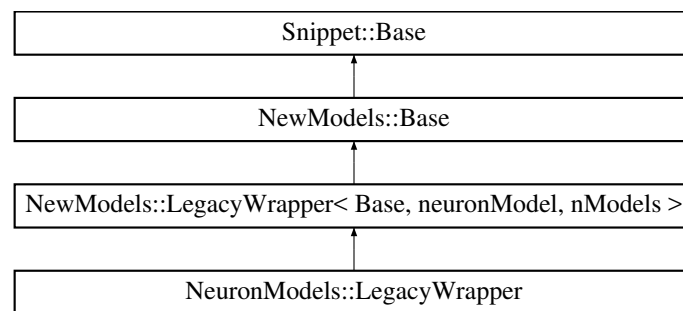 Snippet::Base
NewModels::Base
NewModels::LegacyWrapper< Base, neuronModel, nModels >
NeuronModels::LegacyWrapper